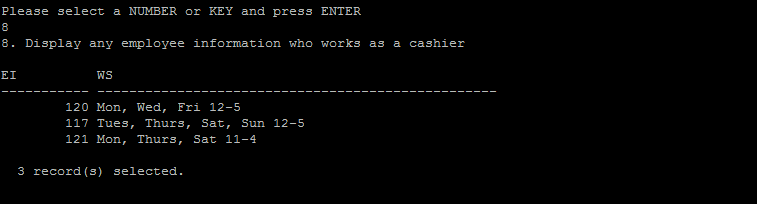 Please select a NUMBER or KEY and press ENTER
8
8. Display any employee information who works as a cashier
EI          WS
----------- --------------------------------------------------
        120 Mon, Wed, Fri 12-5
        117 Tues, Thurs, Sat, Sun 12-5
        121 Mon, Thurs, Sat 11-4
  3 record(s) selected.